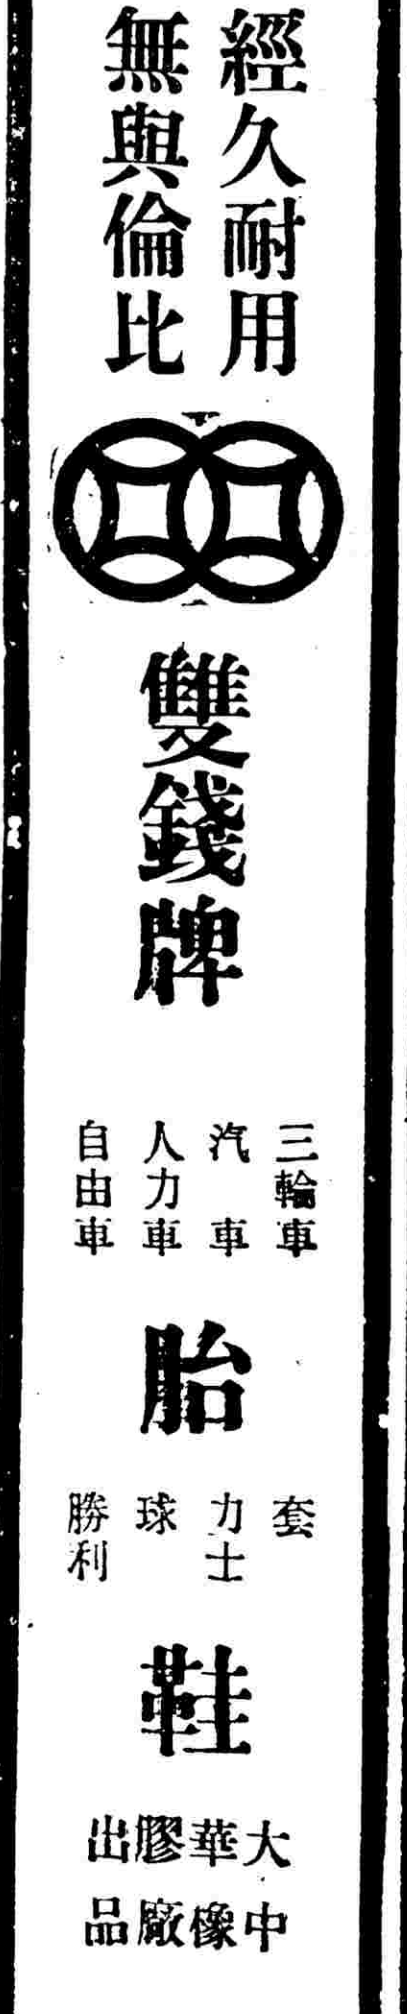 經久耐用
無與倫比
雙錢牌
三輪車
汽車
人力車
自由車
胎
套
力士
球
勝利
鞋
大中
華橡
膠廠
出品